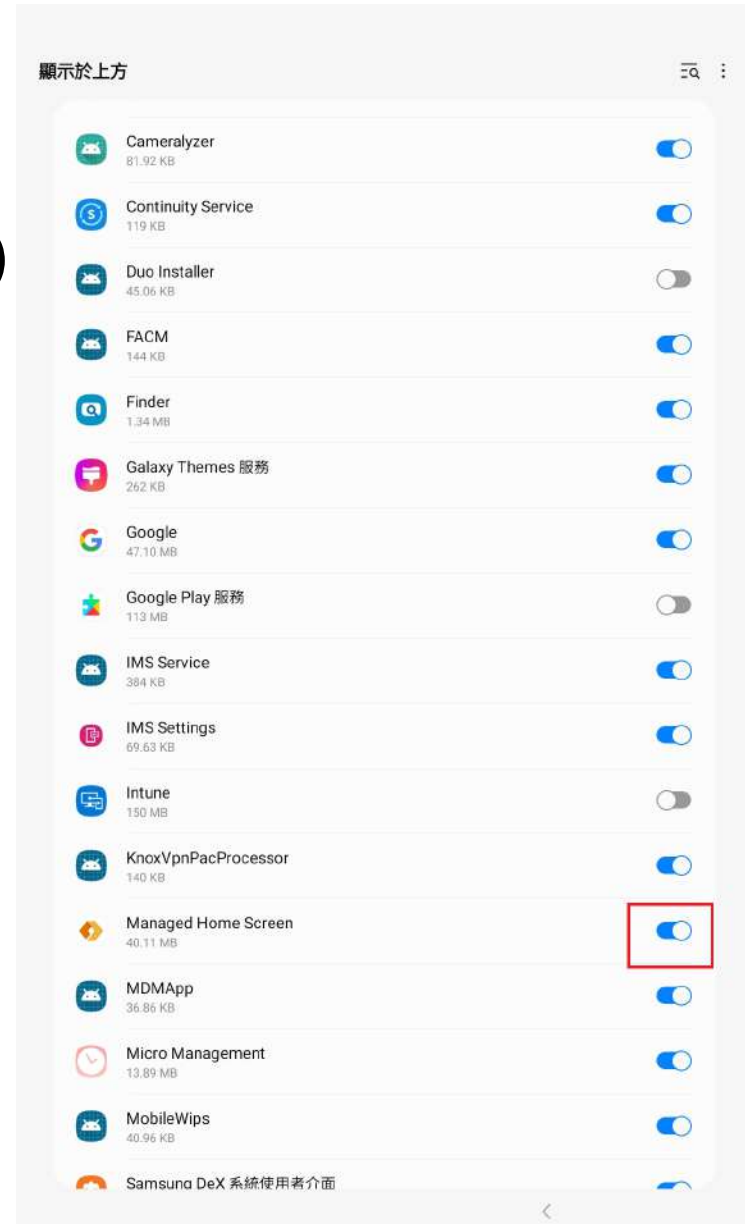 顯示於上方
Cameralyzer
81.92 KB
Continuity Service
119 KB
Duo Installer
45.06 KB
FACM
144 KB
Finder
1.34 MB
Galaxy Themes 服務
262 KB
Google
47.10 MB
Google Play 服務
113 MB
IMS Service
384 KB
IMS Settings
69.63 KB
Intune
150 MB
KnoxVpnPacProcessor
140 KB
Managed Home Screen
40.11 MB
MDMApp
36.86 KB
Micro Management
13.89 MB
MobileWips
40.96 KB
Samsung DeX 系統使用者介面